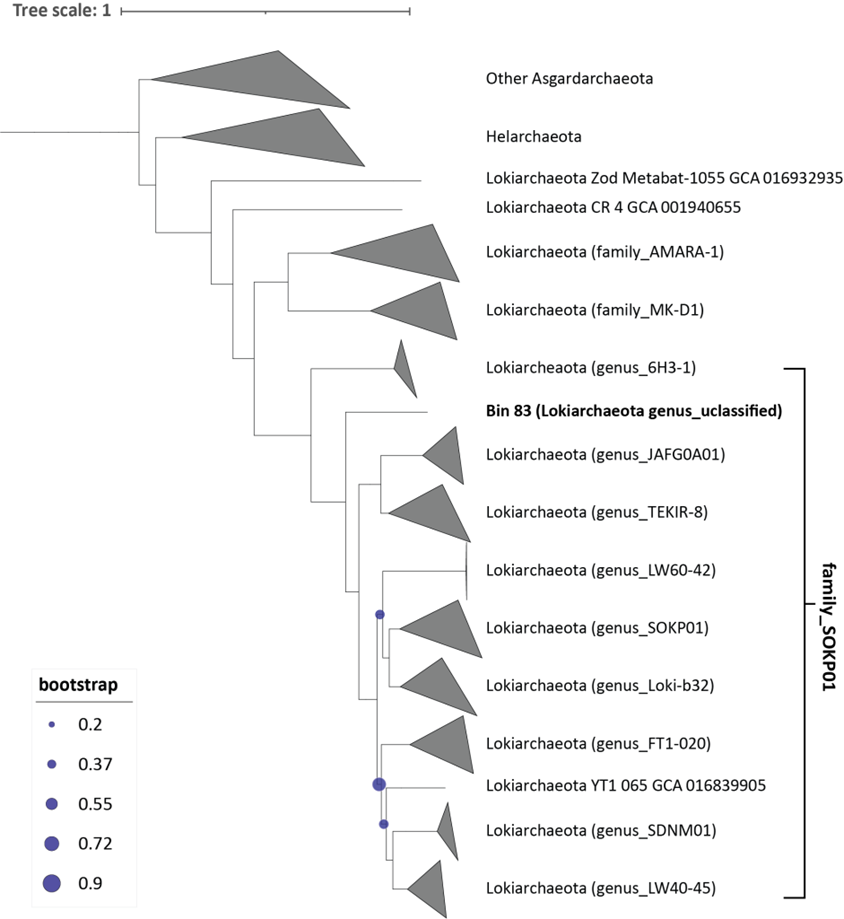 Tree scale: 1
Other Asgardarchaeota
Helarchaeota
Lokiarchaeota Zod Metabat-1055 GCA 016932935
Lokiarchaeota CR 4 GCA 001940655
Lokiarchaeota (family_AMARA-1)
Lokiarchaeota (family_MK-D1)
Lokiarcheaota (genus_6H3-1)
Bin 83 (Lokiarchaeota genus_uclassified)
Lokiarchaeota (genus_JAFG0A01)
Lokiarchaeota (genus_TEKIR-8)
Lokiarchaeota (genus_LW60-42)
Lokiarchaeota (genus_SOKP01)
Lokiarchaeota (genus_Loki-b32)
Lokiarchaeota (genus_FT1-020)
Lokiarchaeota YT1 065 GCA 016839905
Lokiarchaeota (genus_SDNM01)
Lokiarchaeota (genus_LW40-45)
family_SOKP01
bootstrap
0.2
0.37
0.55
0.72
0.9